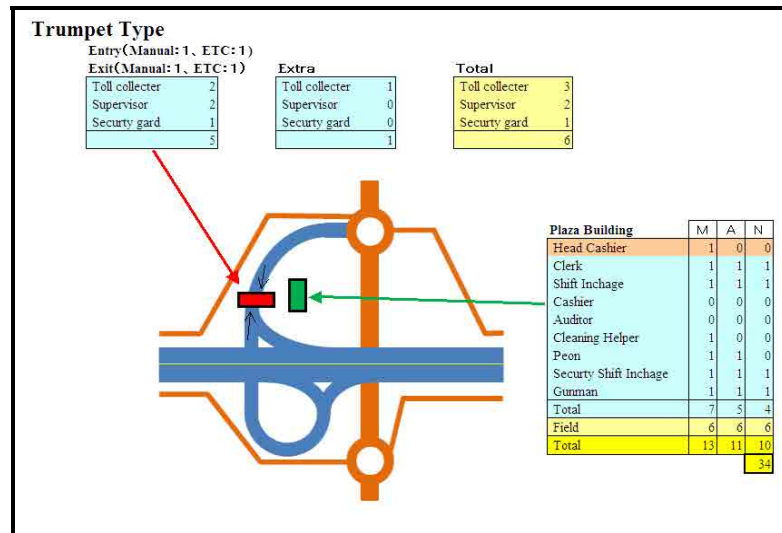 Trumpet Type
Entry(Manual:1、ETC:1)
Exit(Manual:1、ETC:1) Extra Total
Toll collecter 2 Toll collecter 1 Toll collecter 3
Supervisor 2 Supervisor 0 Supervisor 2
Securty gard 1 Securty gard 0 Securty gard 1
5 1 6
Plaza Building M A N
Head Cashier 1 0 0
Clerk 1 1 1
Shift Inchage 1 1 1
Cashier 0 0 0
Auditor 0 0 0
Cleaning Helper 1 0 0
Peon 1 1 0
Securty Shift Inchage 1 1 1
Gunman 1 1 1
Total 7 5 4
Field 6 6 6
Total 13 11 10
34